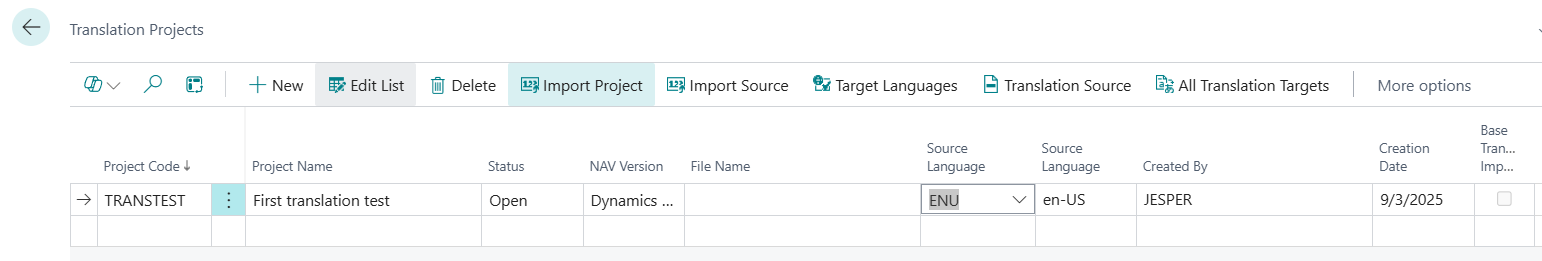 Translation Projects
New Edit List Delete Import Project Import Source Target Languages Translation Source All Translation Targets More options
Project Code ↓ Project Name Status NAV Version File Name Source Language Source Language Created By Creation Date Base Tran... Imp...
TRANSTEST First translation test Open Dynamics ... ENU en-US JESPER 9/3/2025